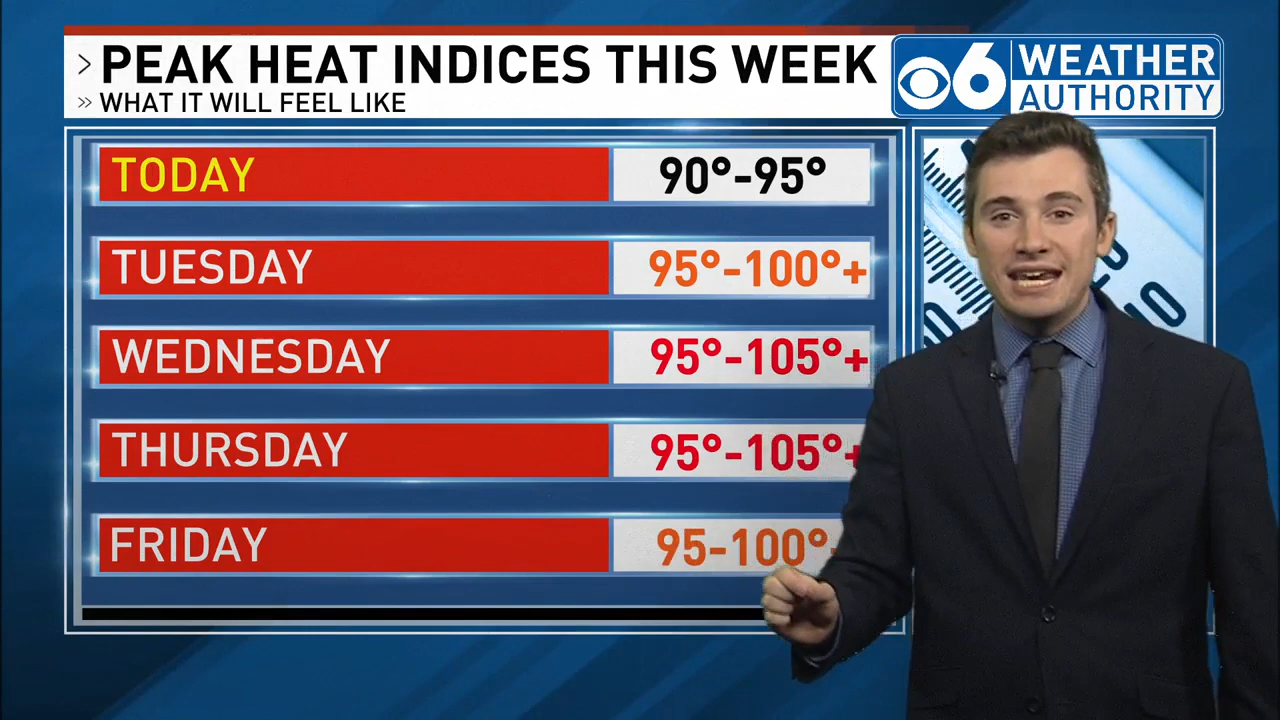 > PEAK HEAT INDICES THIS WEEK
» WHAT IT WILL FEEL LIKE
6 WEATHER
AUTHORITY
TODAY 90°-95°
TUESDAY 95°-100°+
WEDNESDAY 95°-105°+
THURSDAY 95°-105°+
FRIDAY 95-100°